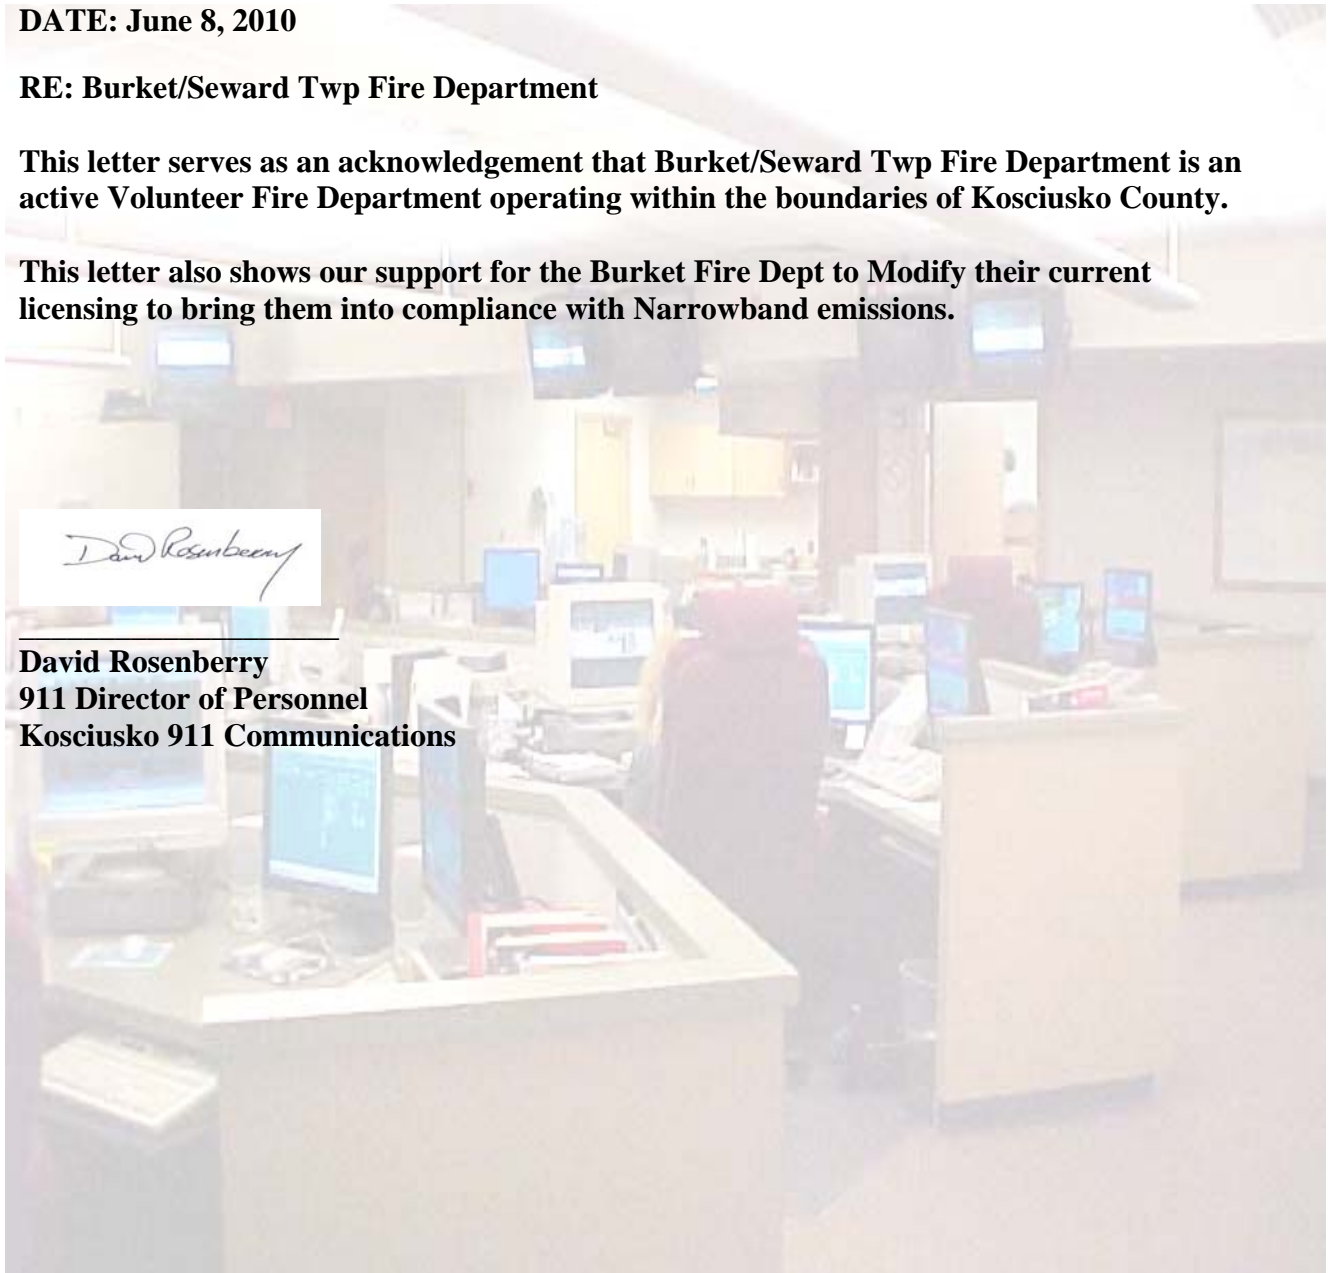 DATE: June 8, 2010
RE: Burket/Seward Twp Fire Department
This letter serves as an acknowledgement that Burket/Seward Twp Fire Department is an
active Volunteer Fire Department operating within the boundaries of Kosciusko County.
This letter also shows our support for the Burket Fire Dept to Modify their current
licensing to bring them into compliance with Narrowband emissions.
David Rosenberry
David Rosenberry
911 Director of Personnel
Kosciusko 911 Communications